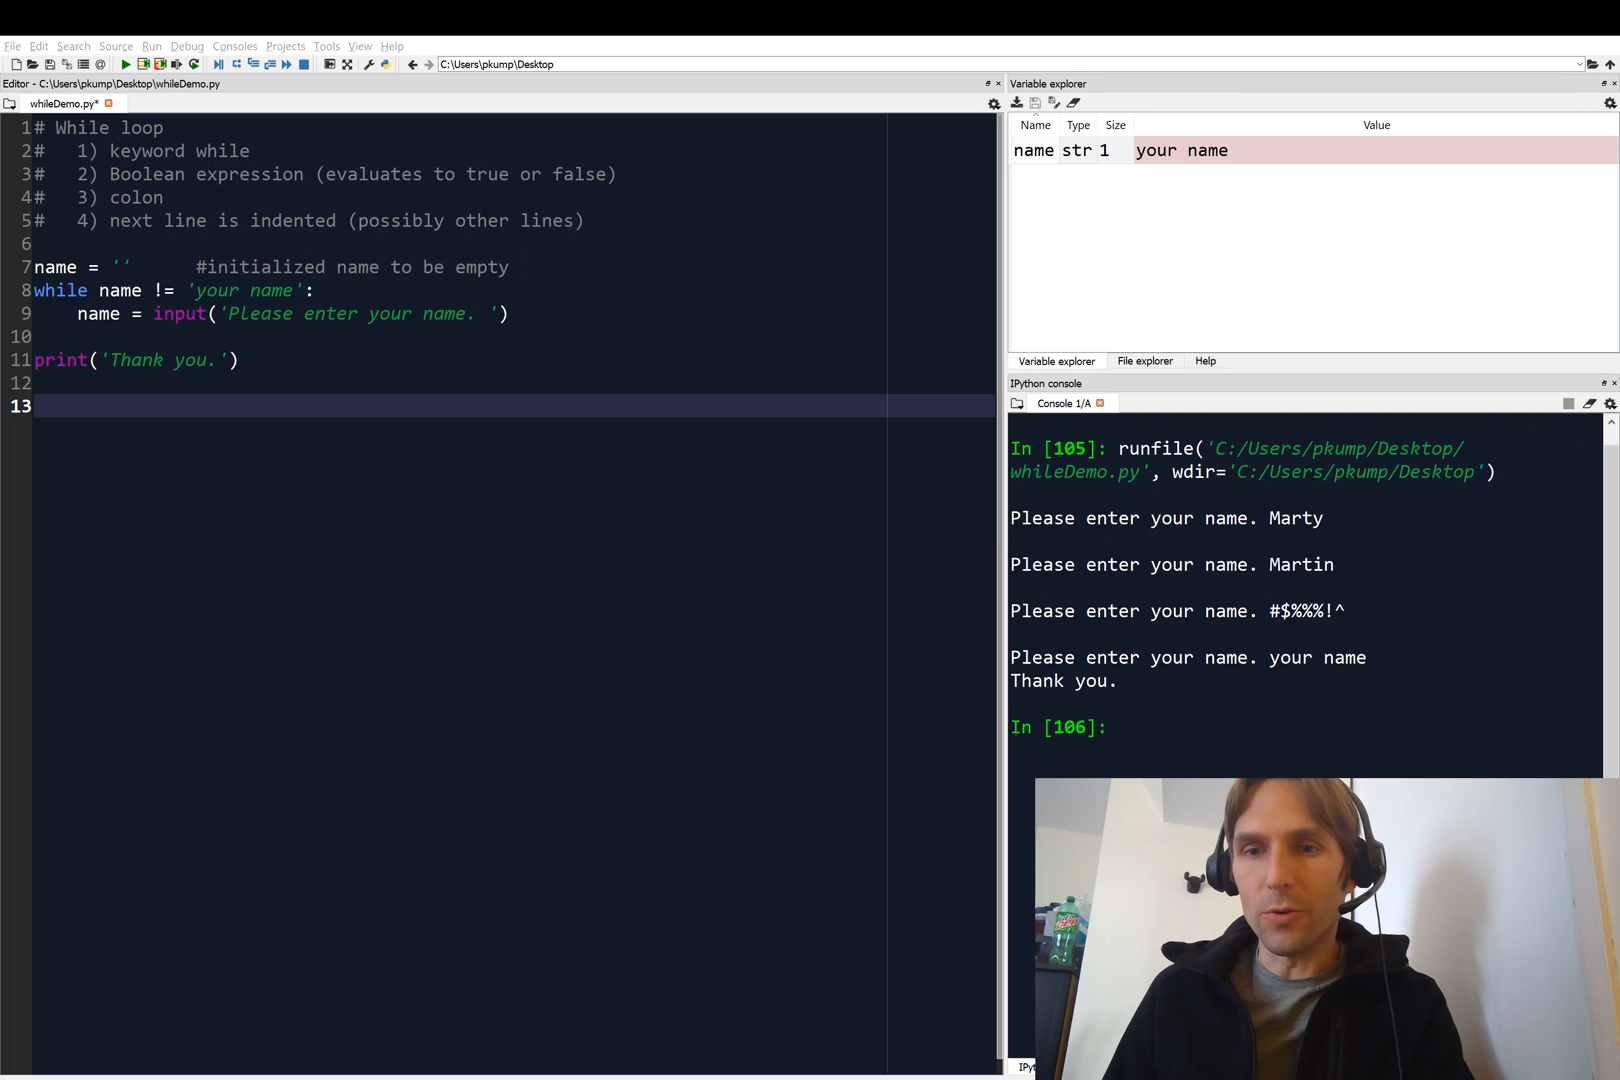 File Edit Search Source Run Debug Consoles Projects Tools View Help
C:\Users\pkump\Desktop
Editor - C:\Users\pkump\Desktop\whileDemo.py
whileDemo.py*
1# While loop
2#   1) keyword while
3#   2) Boolean expression (evaluates to true or false)
4#   3) colon
5#   4) next line is indented (possibly other lines)
6
7name = ''      #initialized name to be empty
8while name != 'your name':
9    name = input('Please enter your name. ')
10
11print('Thank you.')
12
13
Variable explorer
Name Type Size Value
name str 1 your name
Variable explorer File explorer Help
IPython console
Console 1/A
In [105]: runfile('C:/Users/pkump/Desktop/
whileDemo.py', wdir='C:/Users/pkump/Desktop')
Please enter your name. Marty
Please enter your name. Martin
Please enter your name. #$%%%!^
Please enter your name. your name
Thank you.
In [106]: